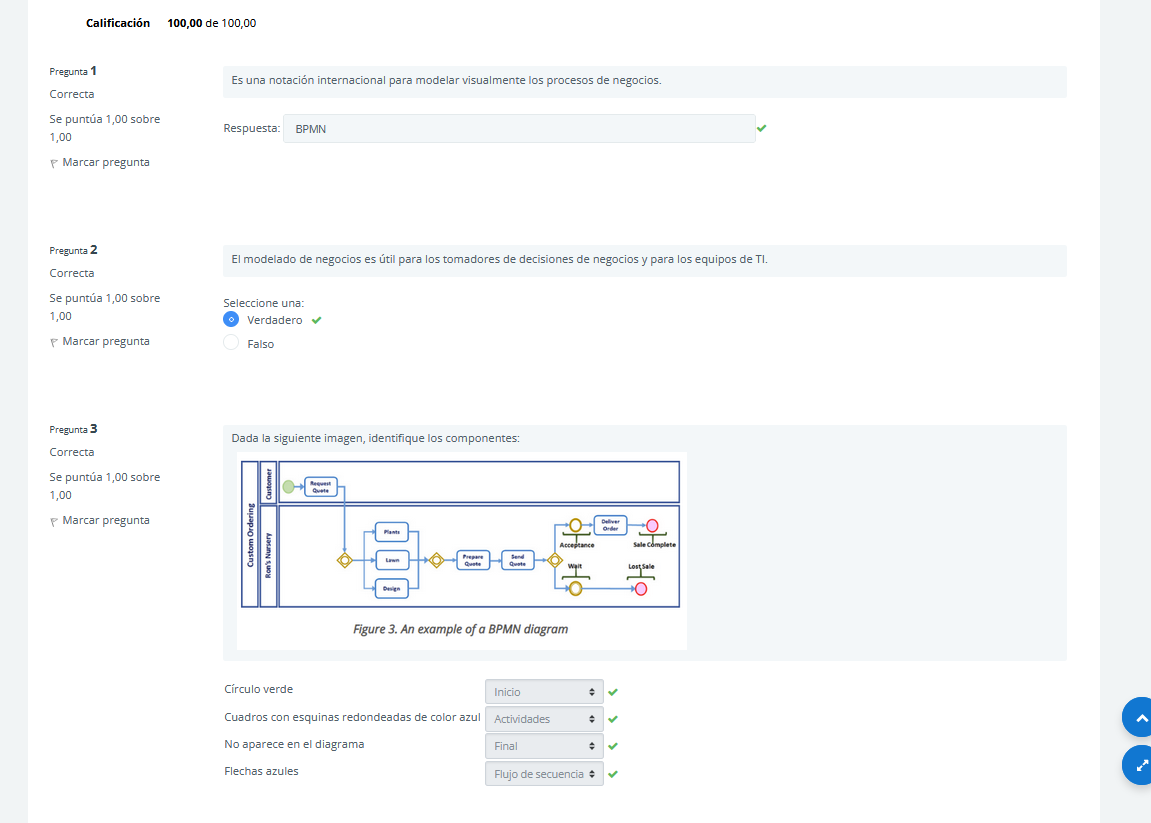 Calificación 100,00 de 100,00
Pregunta 1
Correcta
Se puntúa 1,00 sobre
1,00
Marcar pregunta
Es una notación internacional para modelar visualmente los procesos de negocios.
Respuesta: BPMN
Pregunta 2
Correcta
Se puntúa 1,00 sobre
1,00
Marcar pregunta
El modelado de negocios es útil para los tomadores de decisiones de negocios y para los equipos de TI.
Seleccione una:
Verdadero
Falso
Pregunta 3
Correcta
Se puntúa 1,00 sobre
1,00
Marcar pregunta
Dada la siguiente imagen, identifique los componentes:
Custom Ordering
Customer
Ron's Nursery
Request
Quote
Plants
Lawn
Design
Prepare
Quote
Send
Quote
Acceptance
Deliver
Order
Sale Complete
Wait
Lost Sale
Figure 3. An example of a BPMN diagram
Círculo verde Inicio
Cuadros con esquinas redondeadas de color azul Actividades
No aparece en el diagrama Final
Flechas azules Flujo de secuencia